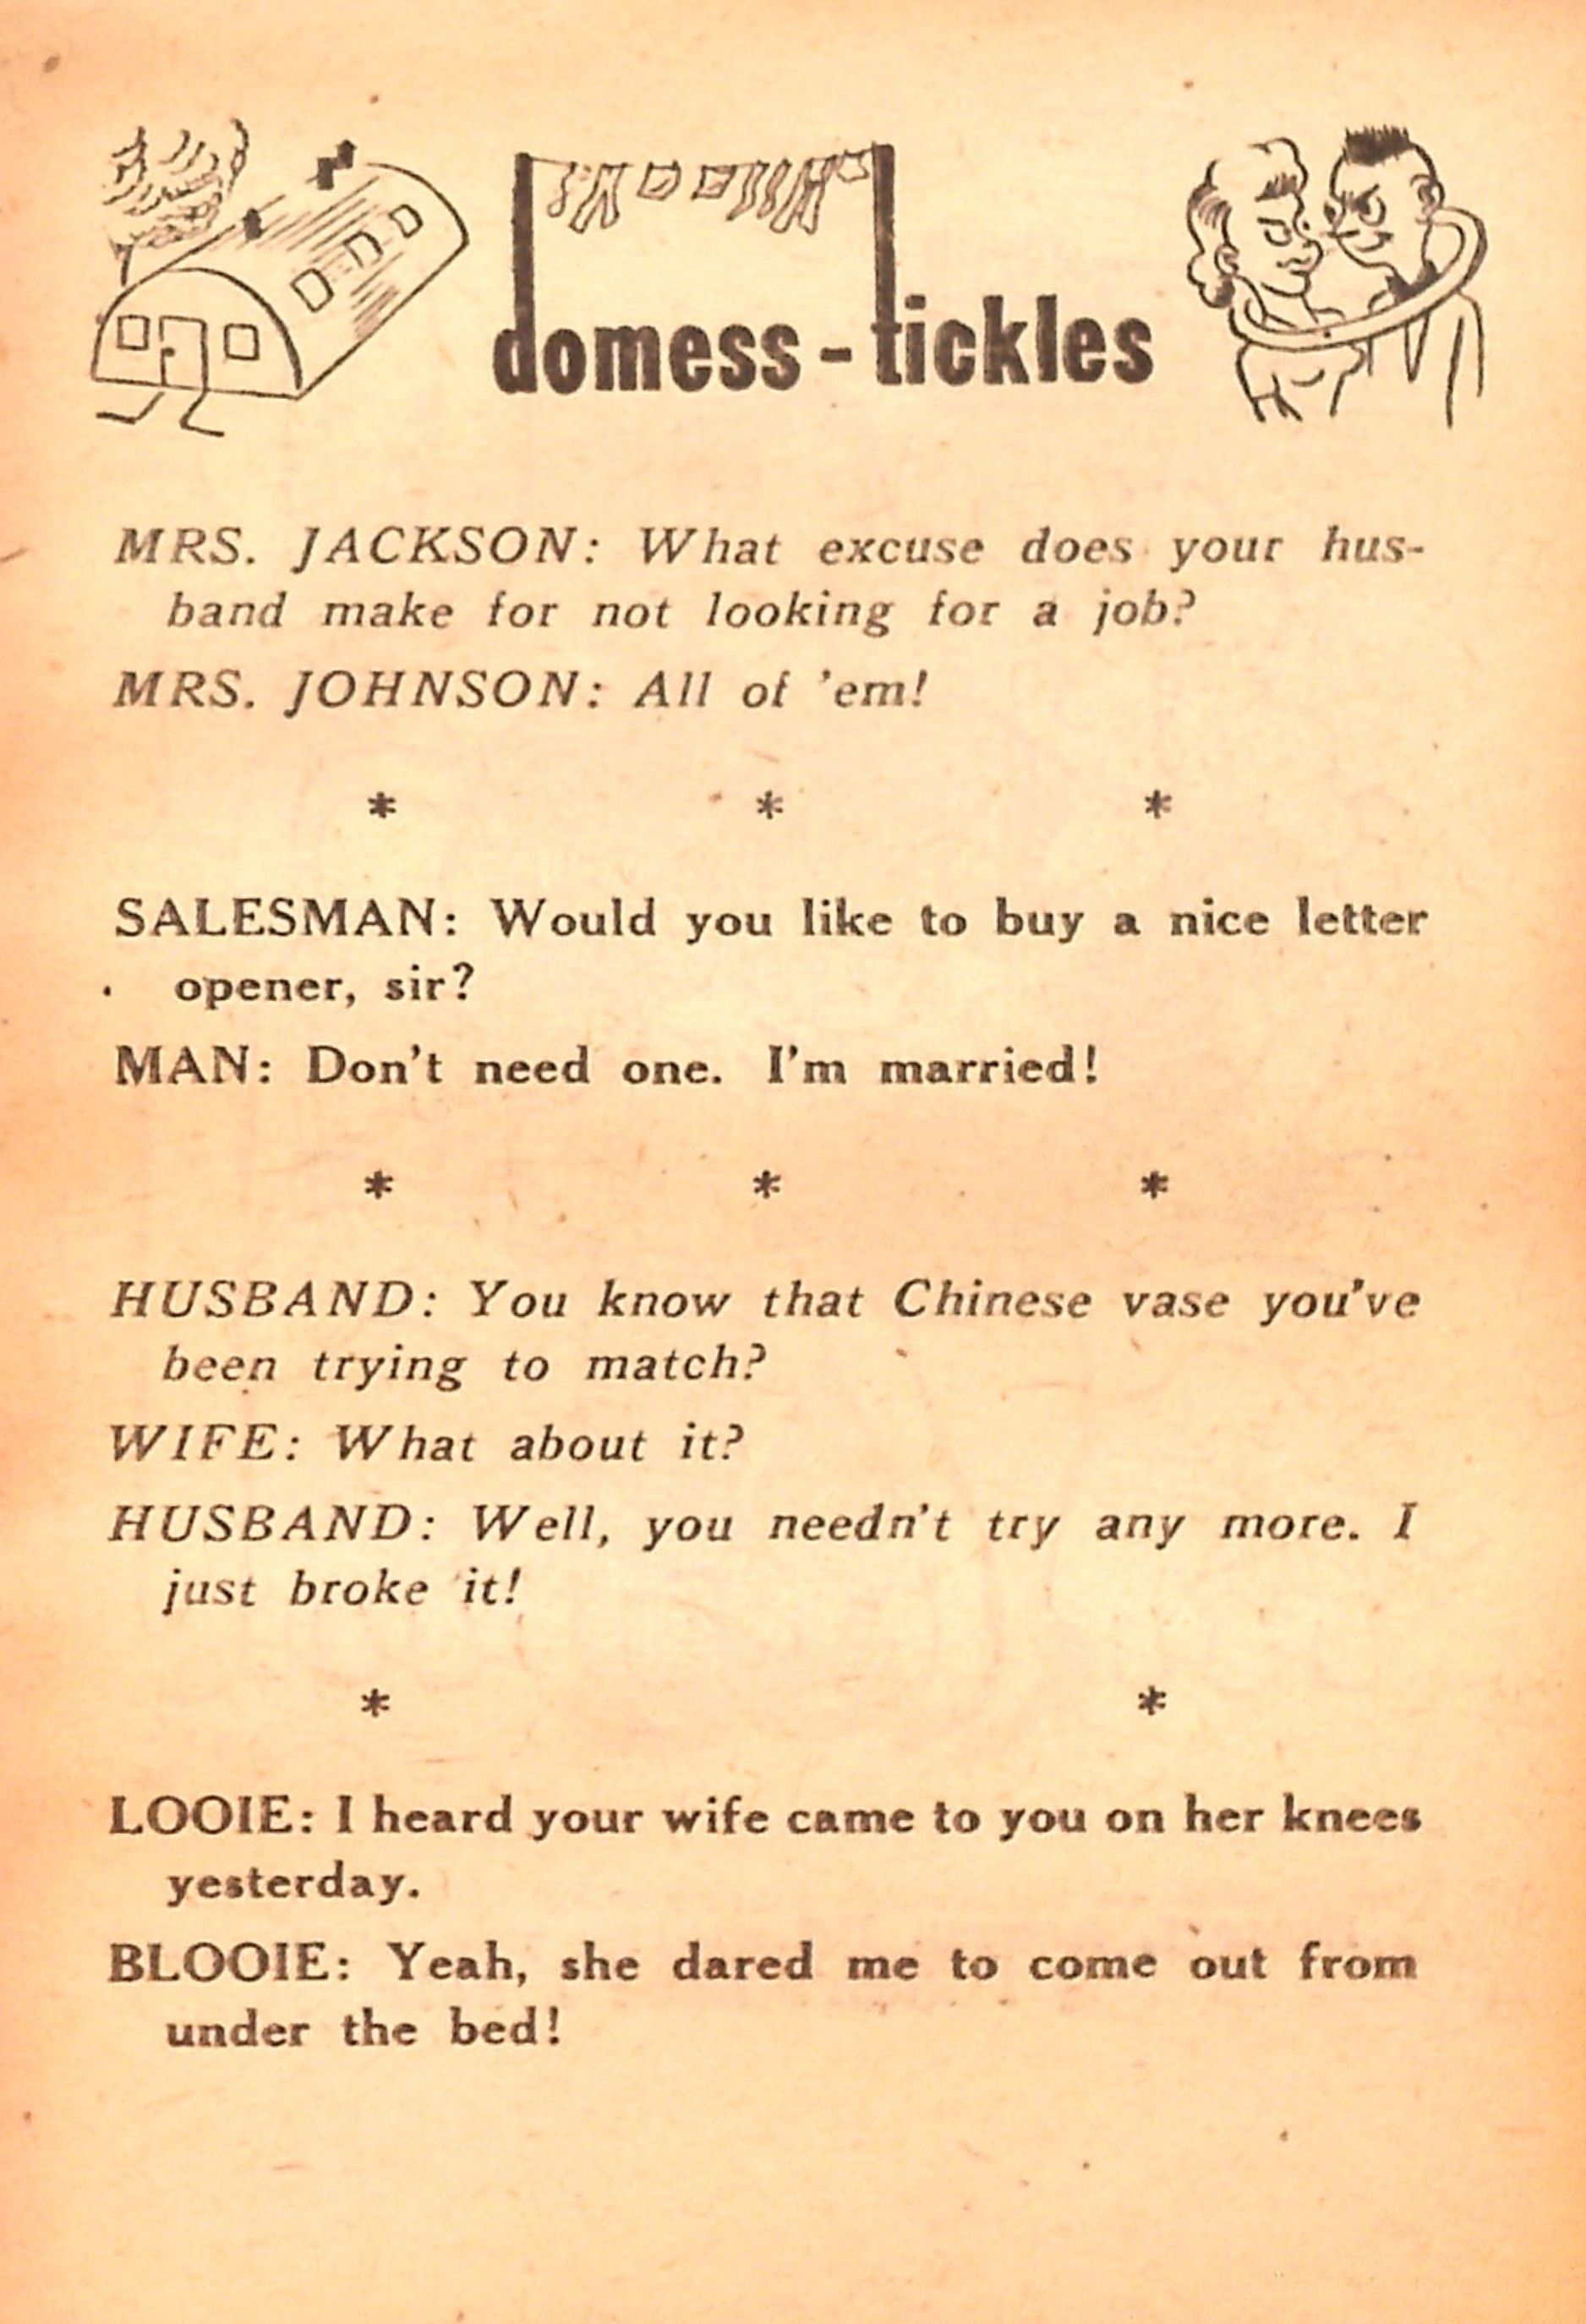 domess-tickles
MRS. JACKSON: What excuse does your hus-
band make for not looking for a job?
MRS. JOHNSON: All of 'em!
* * *
SALESMAN: Would you like to buy a nice letter
opener, sir?
MAN: Don't need one. I'm married!
* * *
HUSBAND: You know that Chinese vase you've
been trying to match?
WIFE: What about it?
HUSBAND: Well, you needn't try any more. I
just broke it!
* *
LOOIE: I heard your wife came to you on her knees
yesterday.
BLOOIE: Yeah, she dared me to come out from
under the bed!